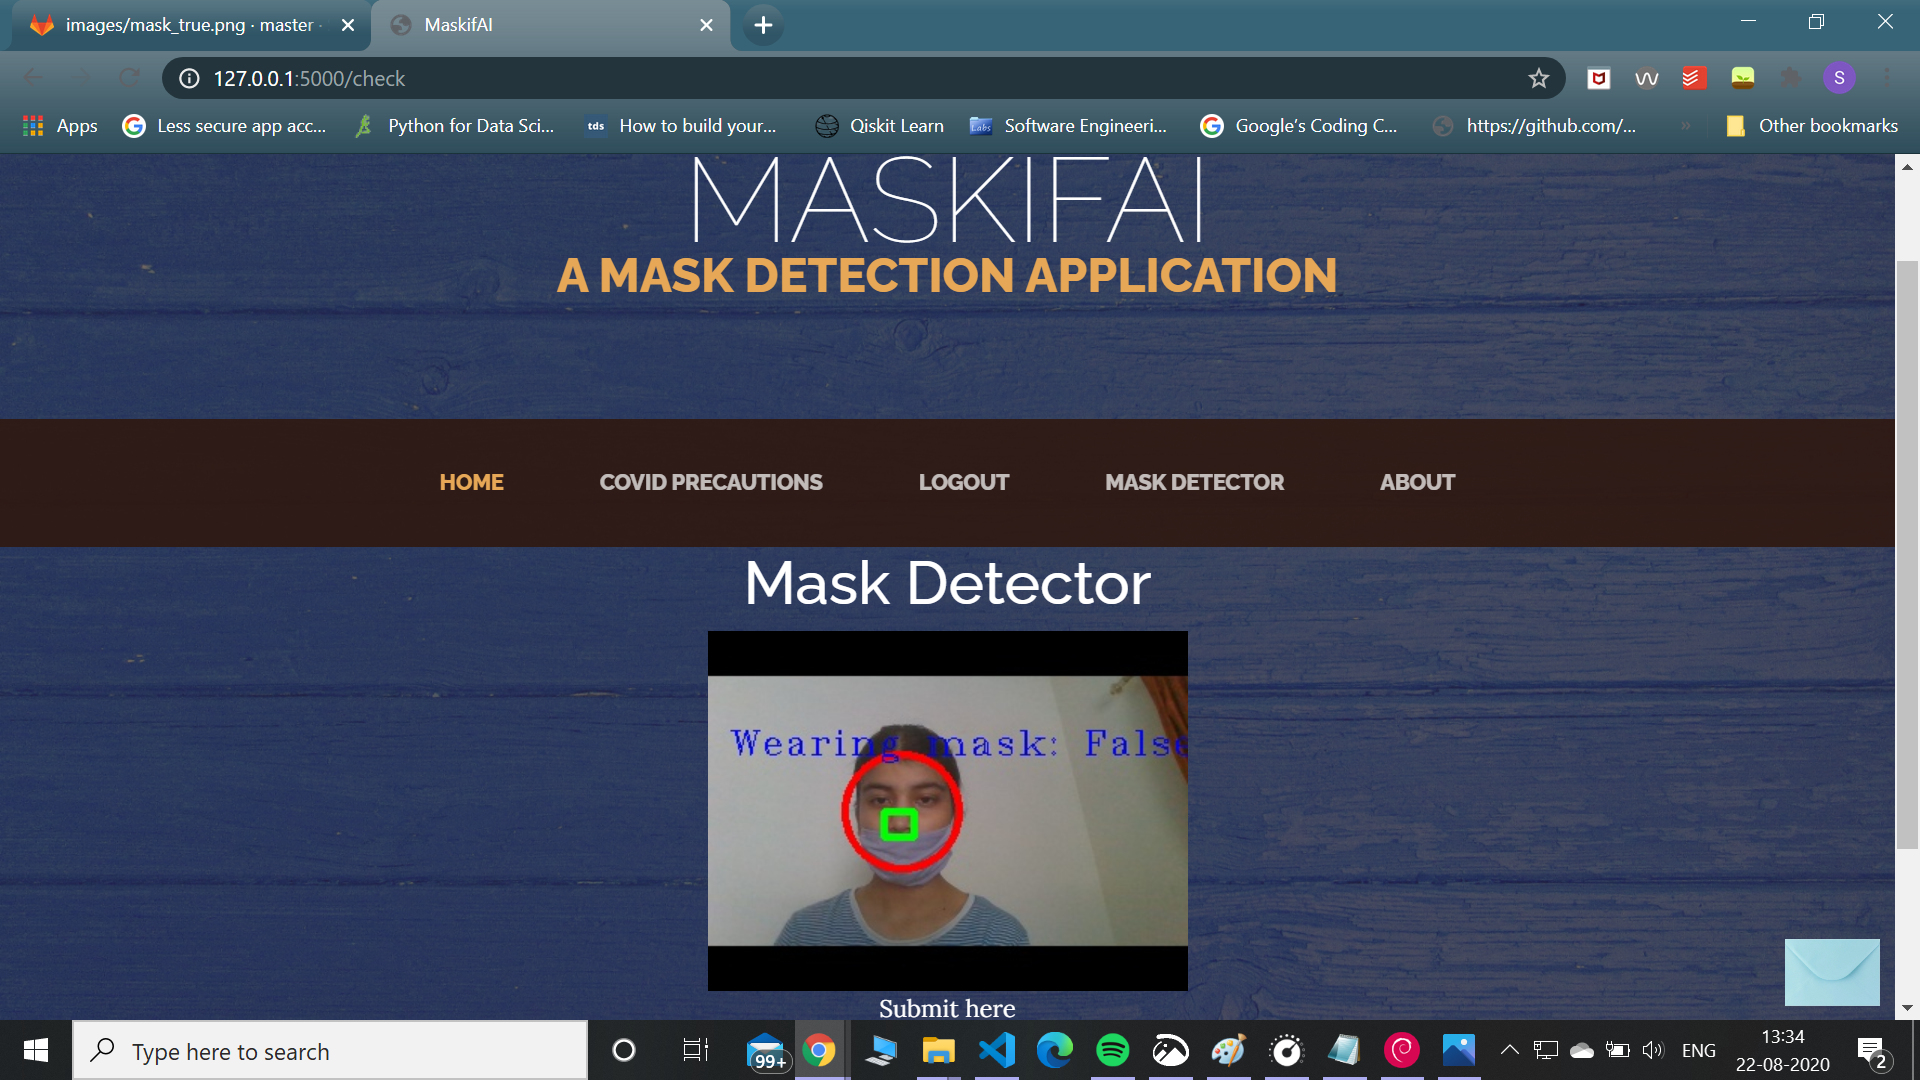 images/mask_true.png · master ·
MaskifAI
127.0.0.1:5000/check
S
Apps
Less secure app acc...
Python for Data Sci...
tds
How to build your...
Qiskit Learn
Labs
Software Engineeri...
Google's Coding C...
https://github.com/...
»
Other bookmarks
MASKIFAI
A MASK DETECTION APPLICATION
HOME
COVID PRECAUTIONS
LOGOUT
MASK DETECTOR
ABOUT
Mask Detector
Wearing mask: False
Submit here
Type here to search
99+
ENG
13:34
22-08-2020
2